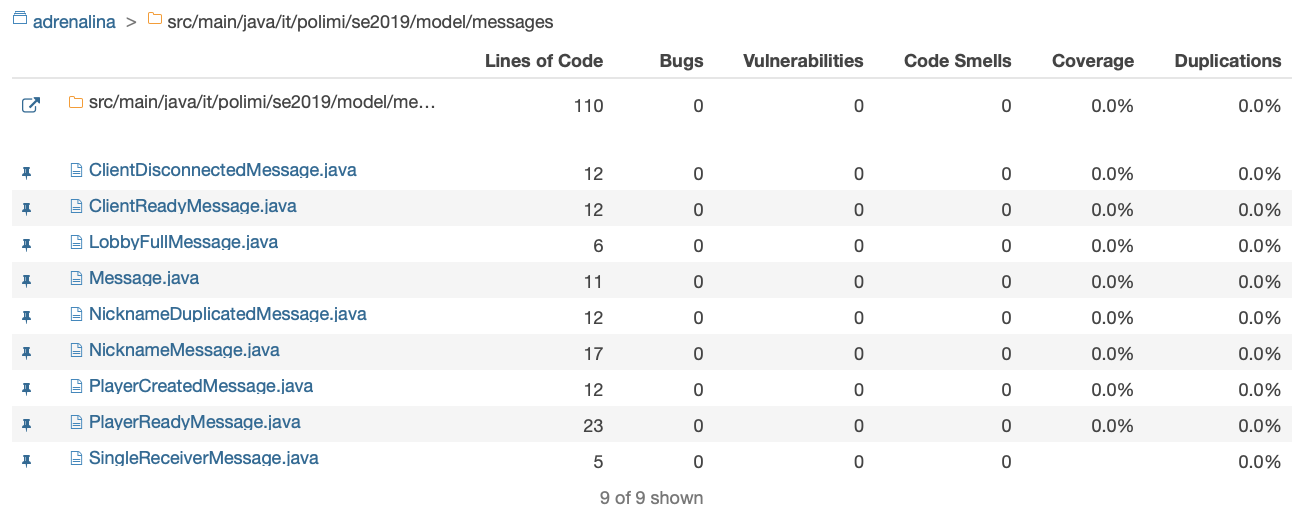 adrenalina > src/main/java/it/polimi/se2019/model/messages
Lines of Code Bugs Vulnerabilities Code Smells Coverage Duplications
src/main/java/it/polimi/se2019/model/me... 110 0 0 0 0.0% 0.0%
ClientDisconnectedMessage.java 12 0 0 0 0.0% 0.0%
ClientReadyMessage.java 12 0 0 0 0.0% 0.0%
LobbyFullMessage.java 6 0 0 0 0.0% 0.0%
Message.java 11 0 0 0 0.0% 0.0%
NicknameDuplicatedMessage.java 12 0 0 0 0.0% 0.0%
NicknameMessage.java 17 0 0 0 0.0% 0.0%
PlayerCreatedMessage.java 12 0 0 0 0.0% 0.0%
PlayerReadyMessage.java 23 0 0 0 0.0% 0.0%
SingleReceiverMessage.java 5 0 0 0 0.0%
9 of 9 shown